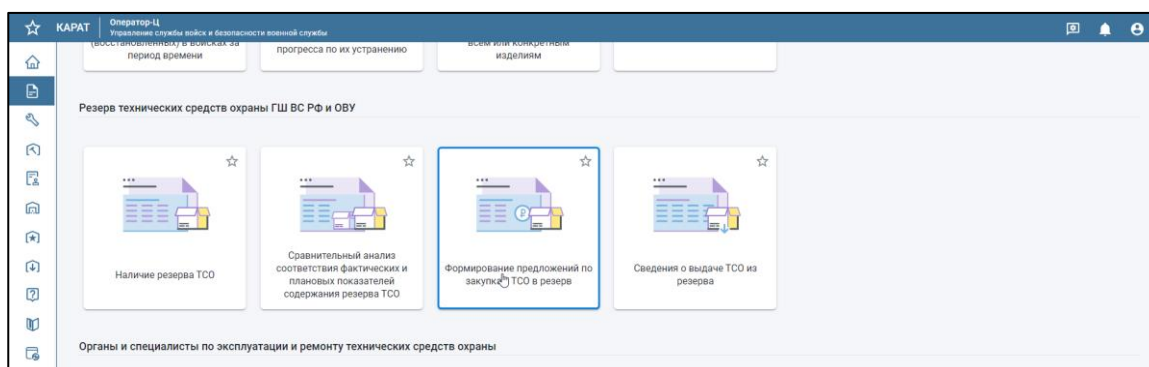 КАРАТ
Оператор-Ц
Управление службы войск и безопасности военной службы
(восстановленных) в войсках за
период времени
прогресса по их устранению
всем или конкретным
изделиям
Резерв технических средств охраны ГШ ВС РФ и ОВУ
Наличие резерва ТСО
Сравнительный анализ
соответствия фактических и
плановых показателей
содержания резерва ТСО
Формирование предложений по
закупкам ТСО в резерв
Сведения о выдаче ТСО из
резерва
Органы и специалисты по эксплуатации и ремонту технических средств охраны